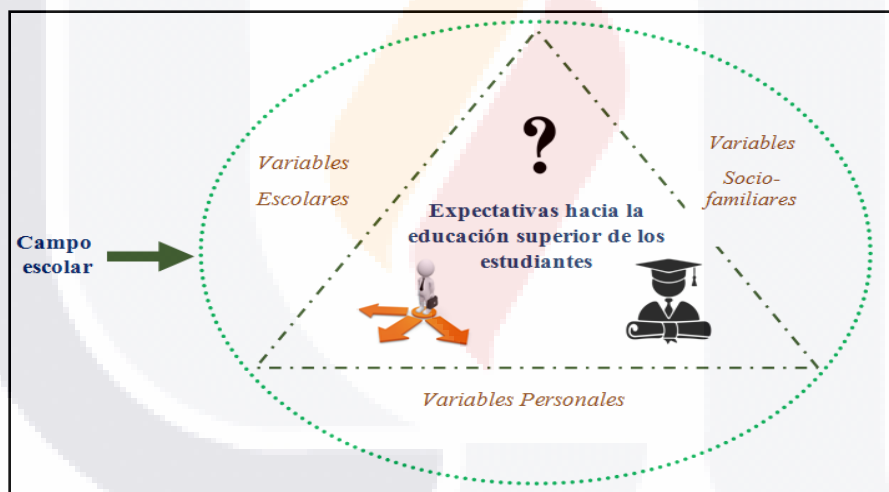 Variables
Escolares
Variables
Socio-
familiares
?
Expectativas hacia la
educación superior de los
estudiantes
Campo
escolar
Variables Personales